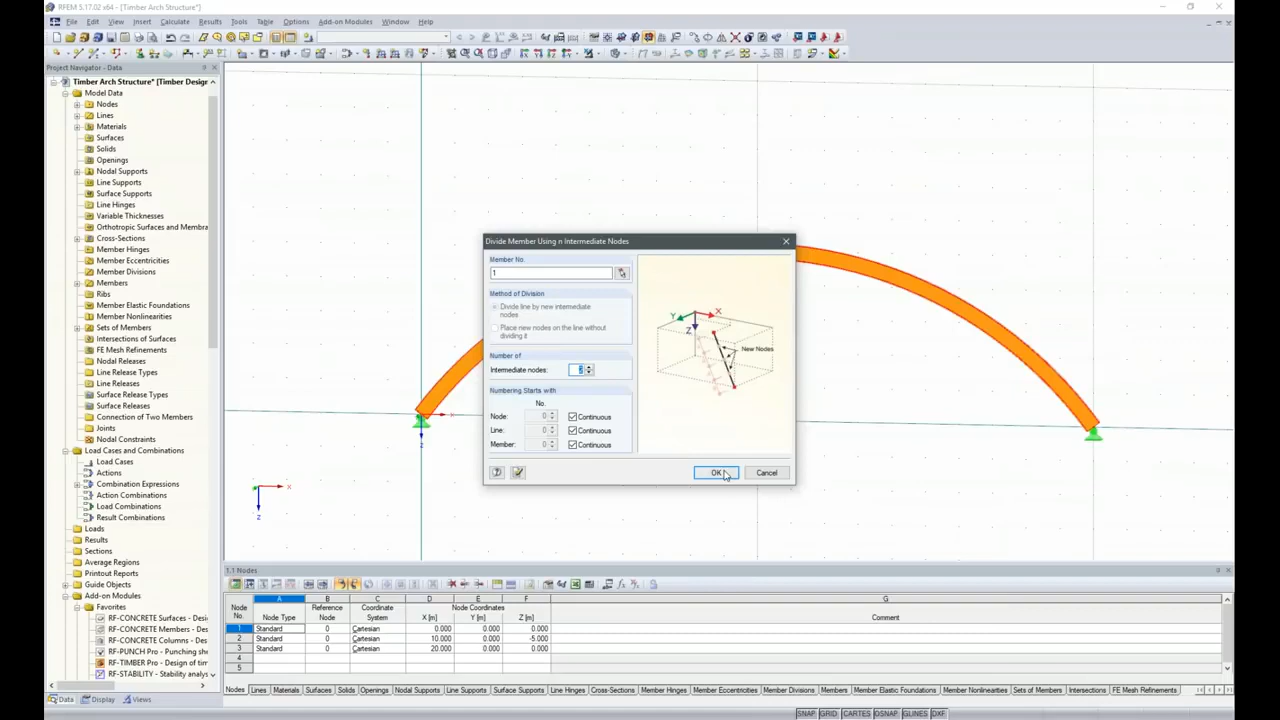 RFEM 5.17.02 x64 - [Timber Arch Structure*]
File Edit View Insert Calculate Results Tools Table Options Add-on Modules Window Help
Project Navigator - Data
Timber Arch Structure* [Timber Design
Model Data
Nodes
Lines
Materials
Surfaces
Solids
Openings
Nodal Supports
Line Supports
Surface Supports
Line Hinges
Variable Thicknesses
Orthotropic Surfaces and Membra
Cross-Sections
Member Hinges
Member Eccentricities
Member Divisions
Members
Ribs
Member Elastic Foundations
Member Nonlinearities
Sets of Members
Intersections of Surfaces
FE Mesh Refinements
Nodal Releases
Line Release Types
Line Releases
Surface Release Types
Surface Releases
Connection of Two Members
Joints
Nodal Constraints
Load Cases and Combinations
Load Cases
Actions
Combination Expressions
Action Combinations
Load Combinations
Result Combinations
Loads
Results
Sections
Average Regions
Printout Reports
Guide Objects
Add-on Modules
Favorites
RF-CONCRETE Surfaces - Desi
RF-CONCRETE Members - De
RF-CONCRETE Columns - Desi
RF-PUNCH Pro - Punching sh
RF-TIMBER Pro - Design of tim
RF-STABILITY - Stability analys
Data Display Views
x
z
x
z
Divide Member Using n Intermediate Nodes
Member No.
1
Method of Division
Divide line by new intermediate
nodes
Place new nodes on the line without
dividing it
Number of
Intermediate nodes:
Numbering Starts with
No.
Node: 0 Continuous
Line: 0 Continuous
Member: 0 Continuous
Y X
Z
New Nodes
OK Cancel
1.1 Nodes
A B C D E F G
Node Reference Coordinate Node Coordinates
No. Node Type Node System X [m] Y [m] Z [m] Comment
1 Standard 0 Cartesian 0.000 0.000 0.000
2 Standard 0 Cartesian 10.000 0.000 -5.000
3 Standard 0 Cartesian 20.000 0.000 0.000
4
5
Nodes Lines Materials Surfaces Solids Openings Nodal Supports Line Supports Surface Supports Line Hinges Cross-Sections Member Hinges Member Eccentricities Member Divisions Members Member Elastic Foundations Member Nonlinearities Sets of Members Intersections FE Mesh Refinements
SNAP GRID CARTES OSNAP GLINES DXF